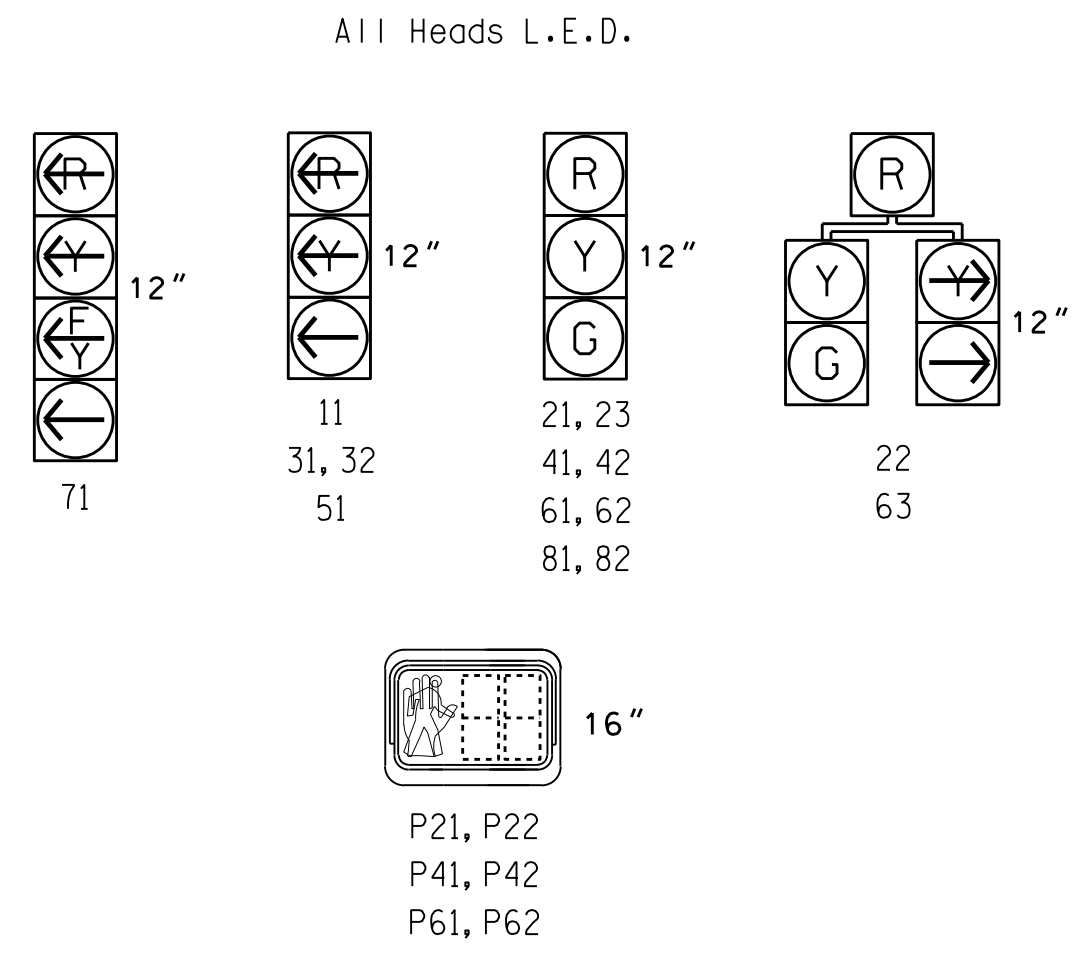 All Heads L.E.D.
R
Y
F
Y
12"
71
R
Y
12"
11
31, 32
51
R
Y
G
12"
21, 23
41, 42
61, 62
81, 82
R
Y
Y
G
12"
22
63
16"
P21, P22
P41, P42
P61, P62